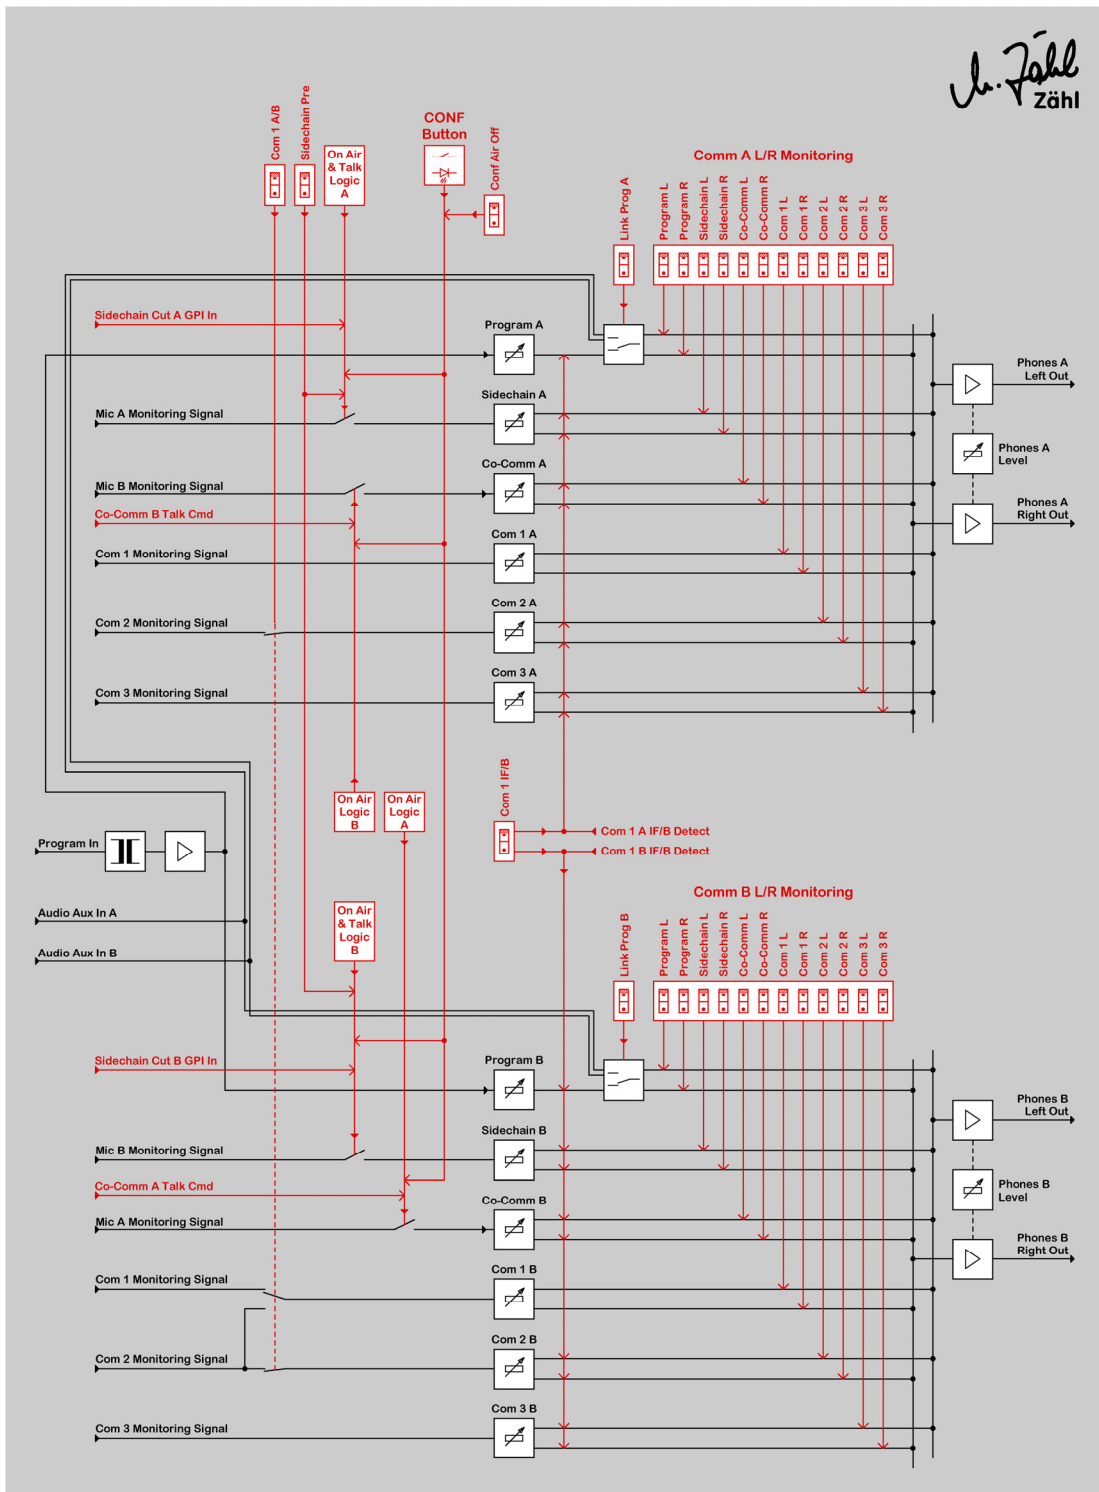 M. Zähl
Zähl
Com 1 A/B
Sidechain Pre
On Air
& Talk
Logic
A
CONF
Button
Conf Air Off
Comm A L/R Monitoring
Link Prog A
Program L
Program R
Sidechain L
Sidechain R
Co-Comm L
Co-Comm R
Com 1 L
Com 1 R
Com 2 L
Com 2 R
Com 3 L
Com 3 R
Sidechain Cut A GPI In
Program A
Phones A
Left Out
Sidechain A
Mic A Monitoring Signal
Phones A
Level
Co-Comm A
Mic B Monitoring Signal
Phones A
Right Out
Co-Comm B Talk Cmd
Com 1 A
Com 1 Monitoring Signal
Com 2 A
Com 2 Monitoring Signal
Com 3 A
Com 3 Monitoring Signal
On Air
Logic
B
On Air
Logic
A
Com 1 IF/B
Com 1 A IF/B Detect
Com 1 B IF/B Detect
Program In
Audio Aux In A
Audio Aux In B
On Air
& Talk
Logic
B
Comm B L/R Monitoring
Link Prog B
Program L
Program R
Sidechain L
Sidechain R
Co-Comm L
Co-Comm R
Com 1 L
Com 1 R
Com 2 L
Com 2 R
Com 3 L
Com 3 R
Sidechain Cut B GPI In
Program B
Phones B
Left Out
Sidechain B
Mic B Monitoring Signal
Co-Comm A Talk Cmd
Phones B
Level
Co-Comm B
Mic A Monitoring Signal
Phones B
Right Out
Com 1 B
Com 1 Monitoring Signal
Com 2 B
Com 2 Monitoring Signal
Com 3 B
Com 3 Monitoring Signal